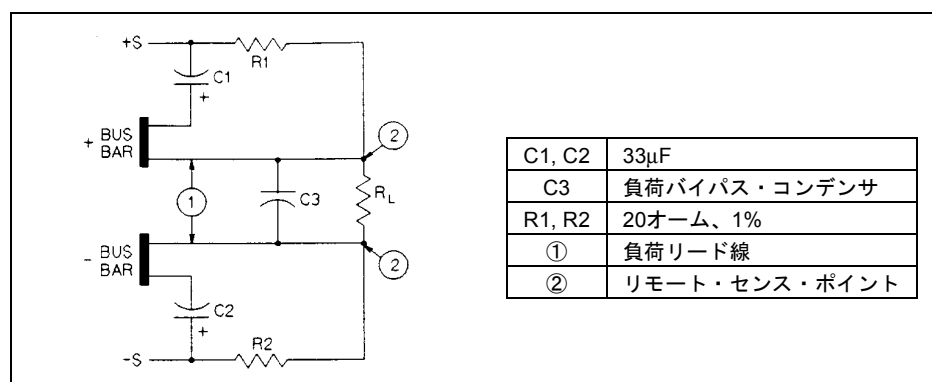 +S
R1
C1
+
+ BUS BAR
2
1
C3
RL
- BUS BAR
2
C2
+
R2
-S
C1, C2 33μF
C3 負荷バイパス・コンデンサ
R1, R2 20オーム、1%
① 負荷リード線
② リモート・センス・ポイント